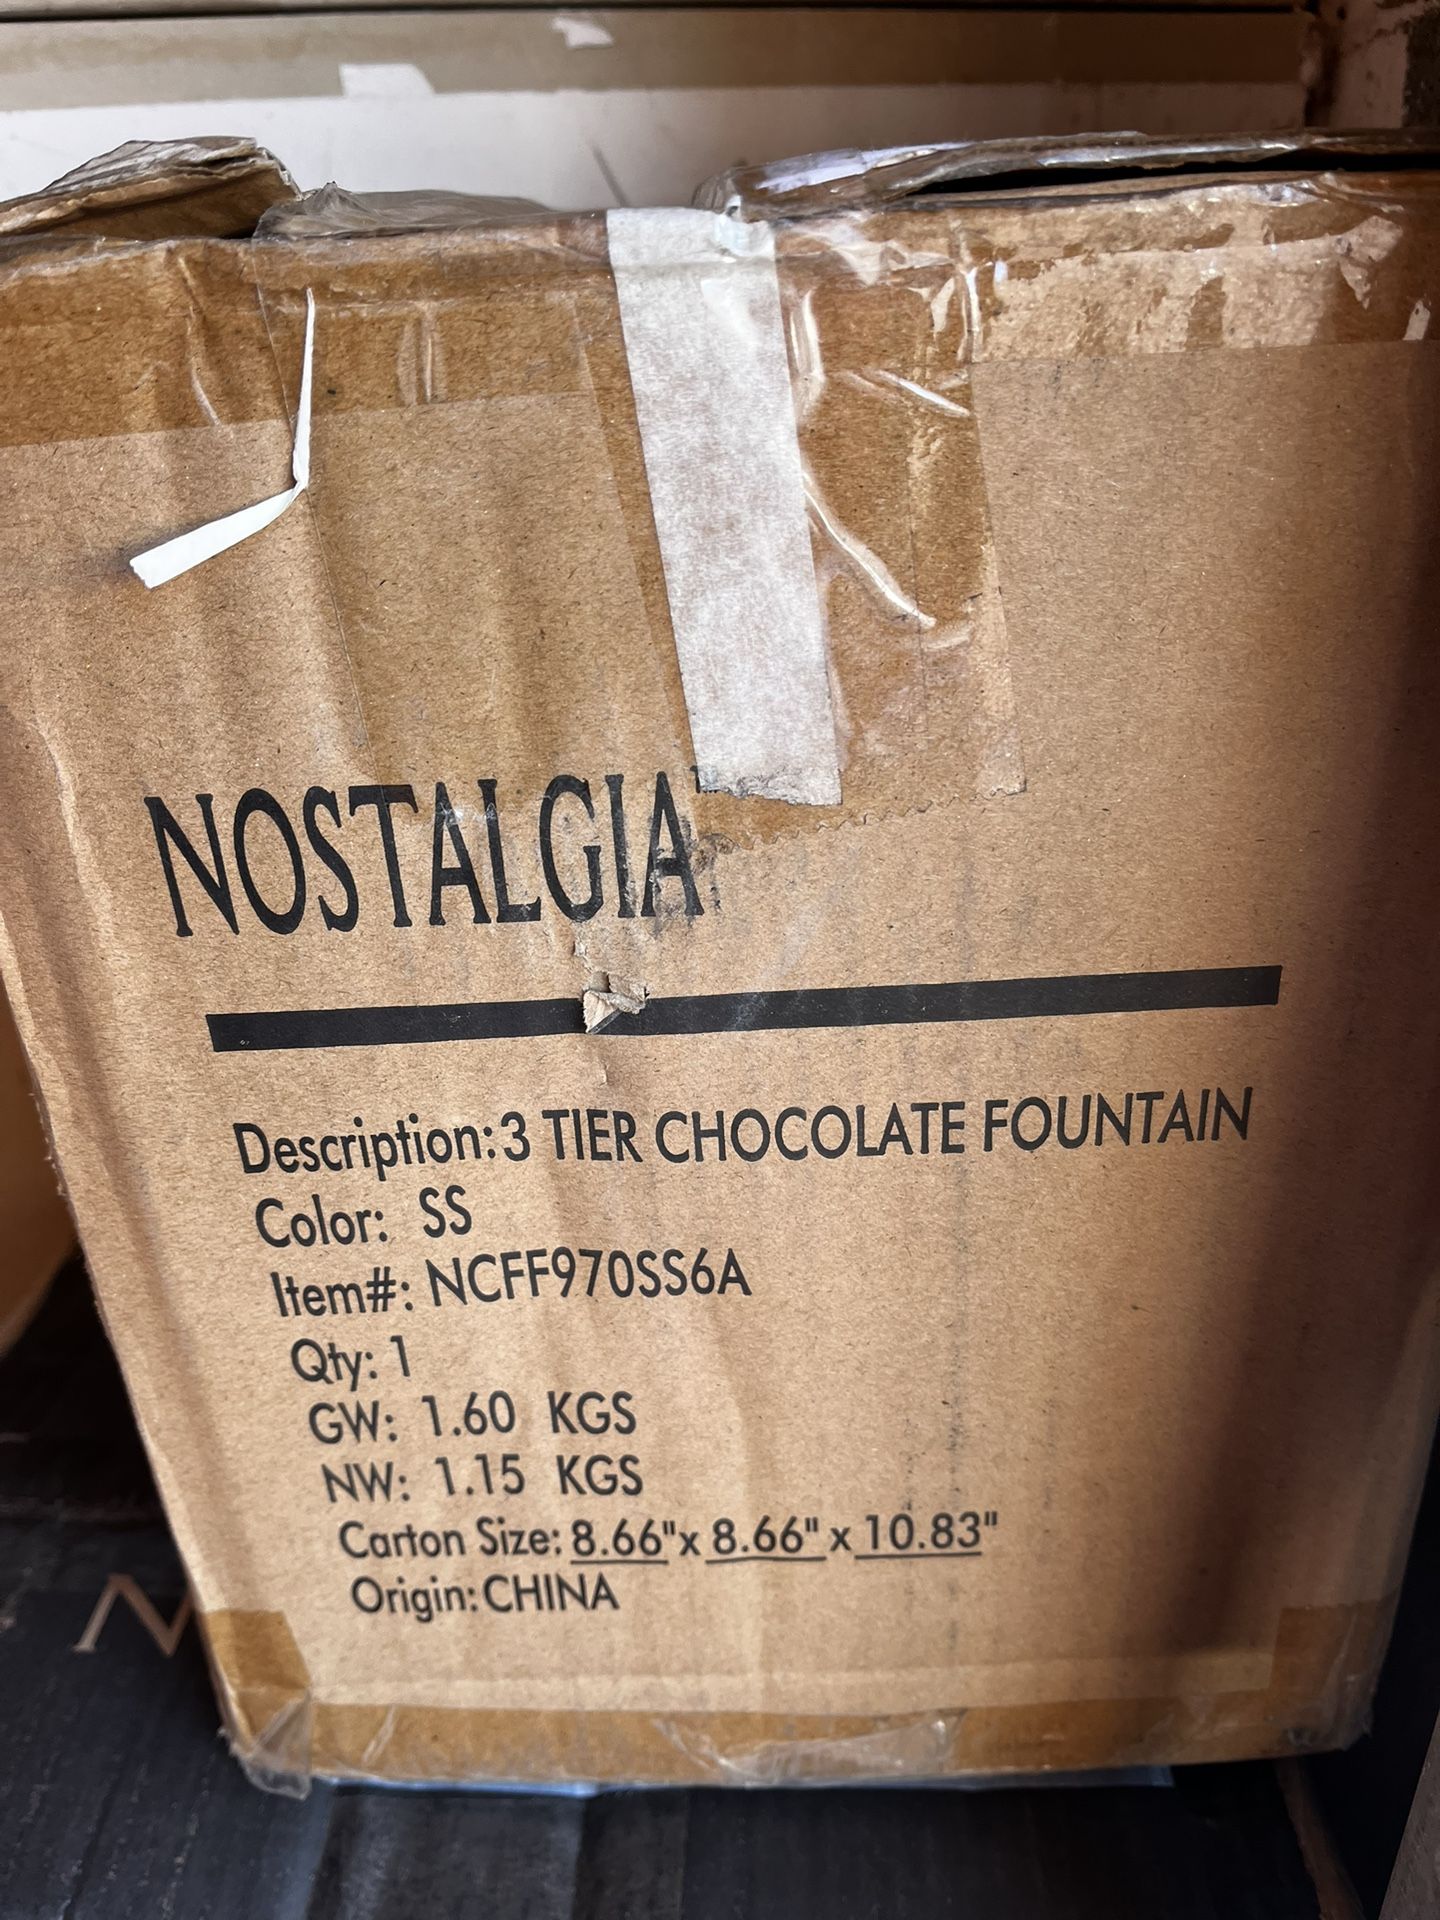 NOSTALGIA™
Description: 3 TIER CHOCOLATE FOUNTAIN
Color: SS
Item#: NCFF970SS6A
Qty: 1
GW: 1.60 KGS
NW: 1.15 KGS
Carton Size: 8.66" x 8.66" x 10.83"
Origin: CHINA
N